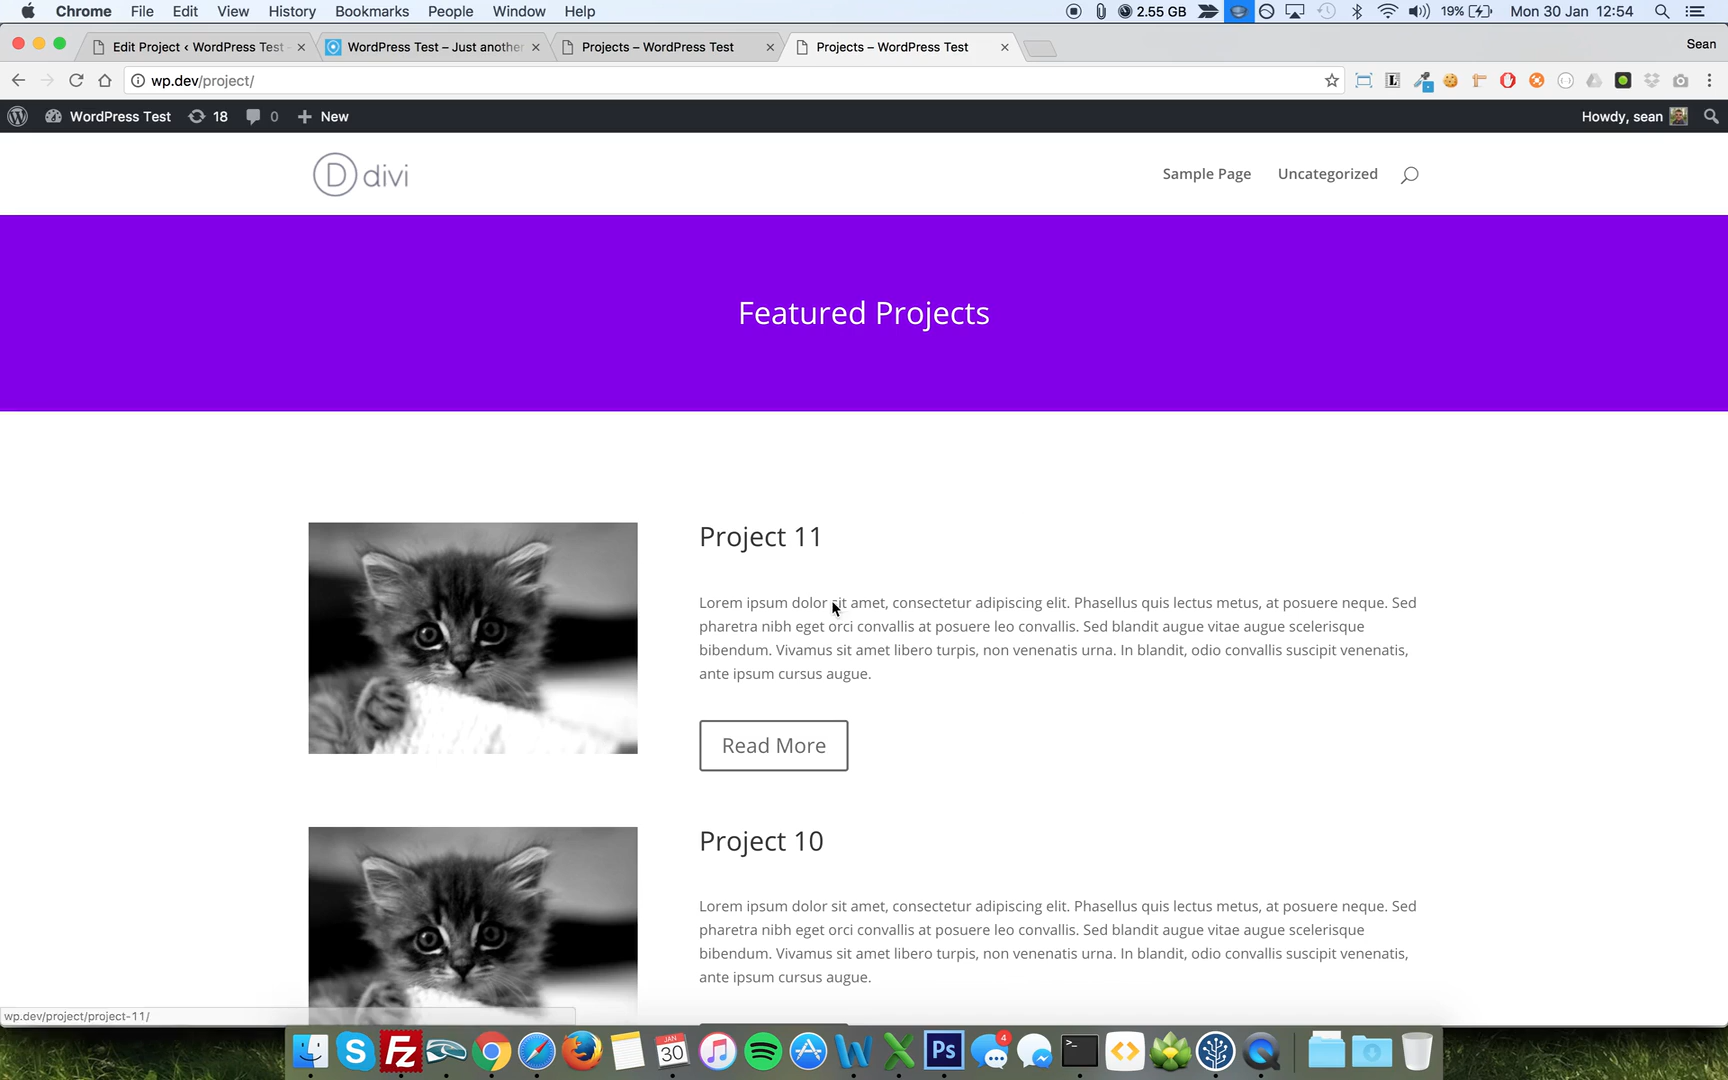 Chrome File Edit View History Bookmarks People Window Help 2.55 GB 19% Mon 30 Jan 12:54
Edit Project ‹ WordPress Test - WordPress Test – Just another Projects – WordPress Test Projects – WordPress Test Sean
wp.dev/project/
WordPress Test 18 0 New Howdy, sean
D divi Sample Page Uncategorized
Featured Projects
Project 11
Lorem ipsum dolor sit amet, consectetur adipiscing elit. Phasellus quis lectus metus, at posuere neque. Sed
pharetra nibh eget orci convallis at posuere leo convallis. Sed blandit augue vitae augue scelerisque
bibendum. Vivamus sit amet libero turpis, non venenatis urna. In blandit, odio convallis suscipit venenatis,
ante ipsum cursus augue.
Read More
Project 10
Lorem ipsum dolor sit amet, consectetur adipiscing elit. Phasellus quis lectus metus, at posuere neque. Sed
pharetra nibh eget orci convallis at posuere leo convallis. Sed blandit augue vitae augue scelerisque
bibendum. Vivamus sit amet libero turpis, non venenatis urna. In blandit, odio convallis suscipit venenatis,
ante ipsum cursus augue.
wp.dev/project/project-11/
S Fz JAN 30 W X Ps 4 >_